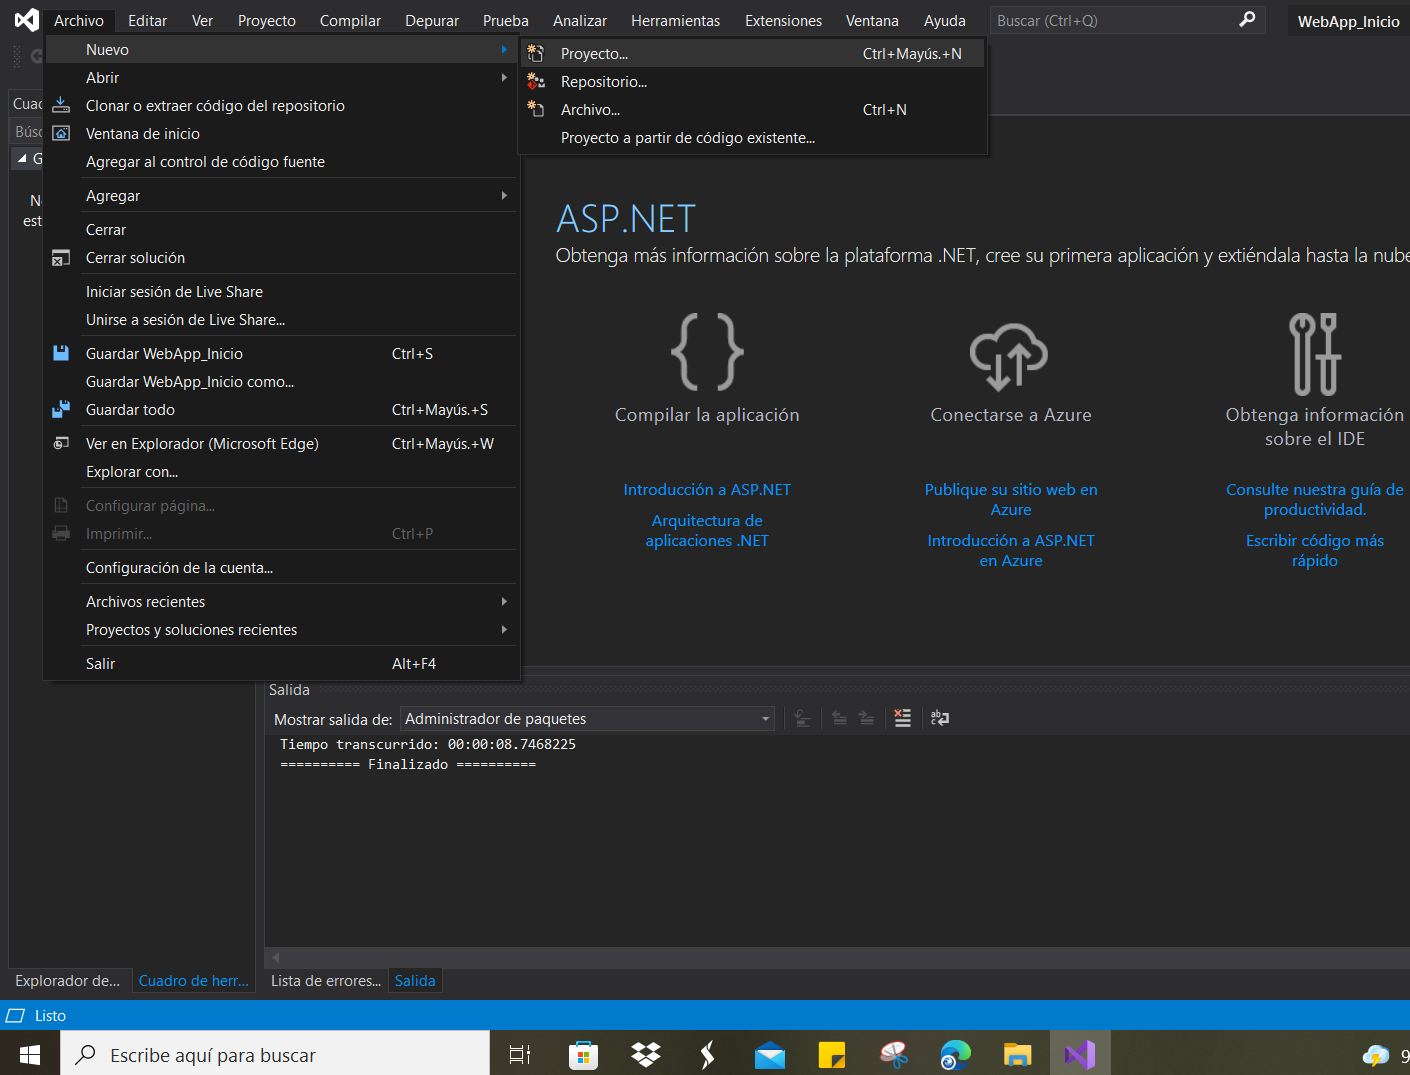 Archivo Editar Ver Proyecto Compilar Depurar Prueba Analizar Herramientas Extensiones Ventana Ayuda Buscar (Ctrl+Q) WebApp_Inicio
Nuevo
Abrir
Clonar o extraer código del repositorio
Ventana de inicio
Agregar al control de código fuente
Agregar
Cerrar
Cerrar solución
Iniciar sesión de Live Share
Unirse a sesión de Live Share...
Guardar WebApp_Inicio Ctrl+S
Guardar WebApp_Inicio como...
Guardar todo Ctrl+Mayús.+S
Ver en Explorador (Microsoft Edge) Ctrl+Mayús.+W
Explorar con...
Configurar página...
Imprimir... Ctrl+P
Configuración de la cuenta...
Archivos recientes
Proyectos y soluciones recientes
Salir Alt+F4
Proyecto... Ctrl+Mayús.+N
Repositorio...
Archivo... Ctrl+N
Proyecto a partir de código existente...
ASP.NET
Obtenga más información sobre la plataforma .NET, cree su primera aplicación y extiéndala hasta la nube
Compilar la aplicación
Introducción a ASP.NET
Arquitectura de
aplicaciones .NET
Conectarse a Azure
Publique su sitio web en
Azure
Introducción a ASP.NET
en Azure
Obtenga información
sobre el IDE
Consulte nuestra guía de
productividad.
Escribir código más
rápido
Salida
Mostrar salida de: Administrador de paquetes
Tiempo transcurrido: 00:00:08.7468225
========== Finalizado ==========
Explorador de... Cuadro de herr... Lista de errores... Salida
Listo
Escribe aquí para buscar 9